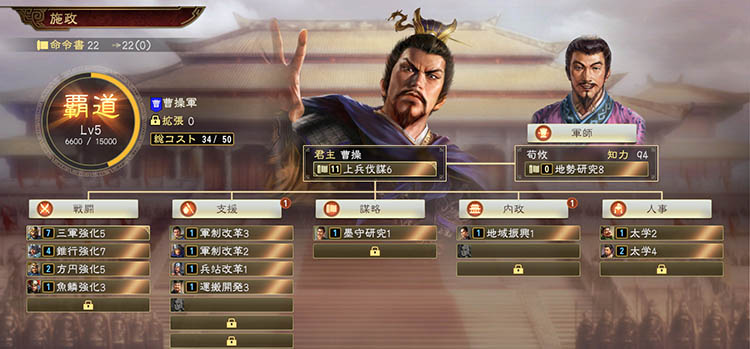 施政
命令書 22 → 22(0)
覇道
Lv5
6600 / 15000
曹操軍
拡張 0
総コスト 34/ 50
軍師
君主 曹操
11 上兵伐謀6
荀攸 知力 94
0 地勢研究8
戦闘
支援 1
謀略
内政 1
人事
7 三軍強化5
4 錐行強化7
2 方円強化5
1 魚鱗強化3
1 軍制改革3
1 軍制改革2
1 兵站改革1
1 運搬開発3
1 墨守研究1
1 地域振興1
1 太学2
2 太学4